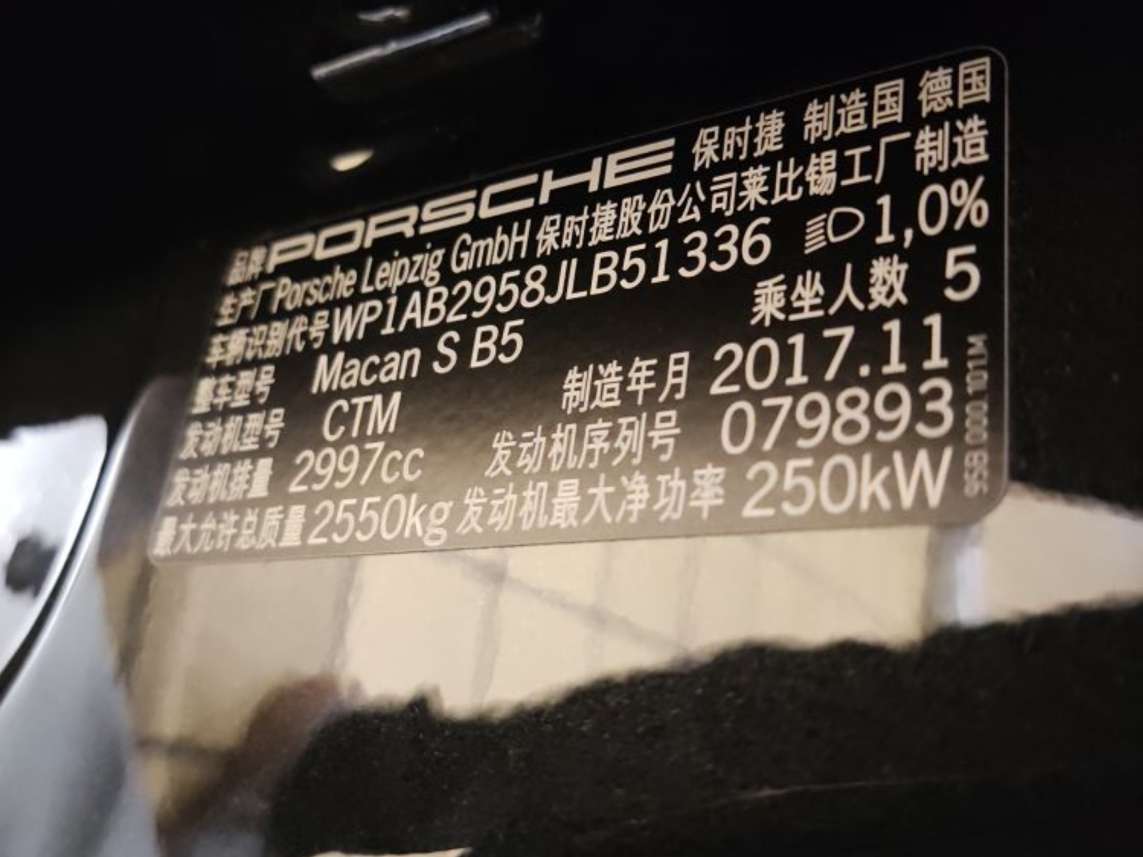 品牌 PORSCHE 保时捷 制造国 德国
生产厂 Porsche Leipzig GmbH 保时捷股份公司莱比锡工厂制造
车辆识别代号 WP1AB2958JLB51336 1,0%
整车型号 Macan S B5 乘坐人数 5
发动机型号 CTM 制造年月 2017.11
发动机排量 2997cc 发动机序列号 079893
最大允许总质量 2550kg 发动机最大净功率 250kW
95B.000.101.M